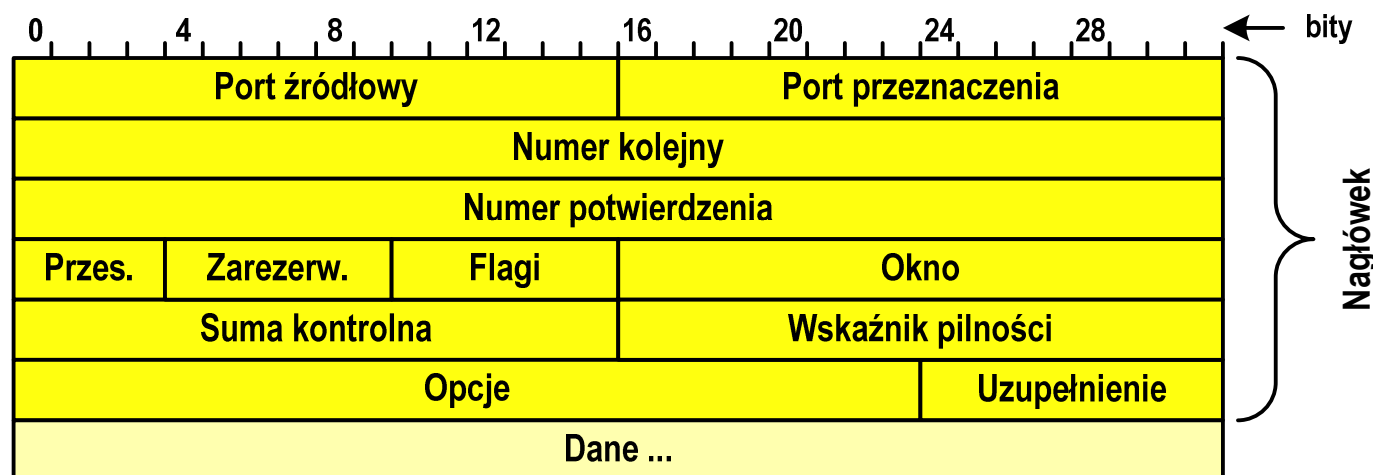 0 4 8 12 16 20 24 28 bity
Port źródłowy Port przeznaczenia
Numer kolejny
Numer potwierdzenia
Przes. Zarezerw. Flagi Okno
Suma kontrolna Wskaźnik pilności
Opcje Uzupełnienie
Dane ...
Nagłówek